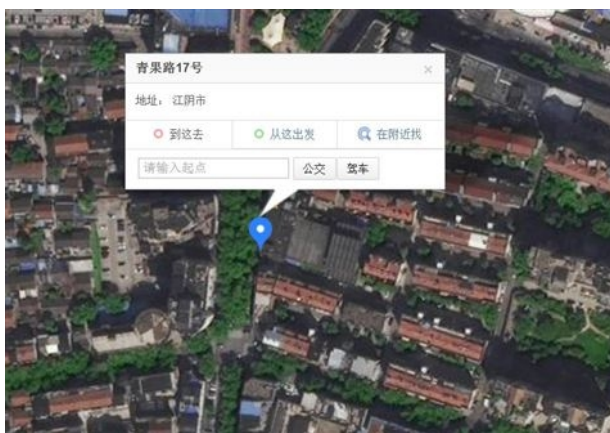 青果路17号
地址： 江阴市
到这去 从这出发 在附近找
请输入起点 公交 驾车